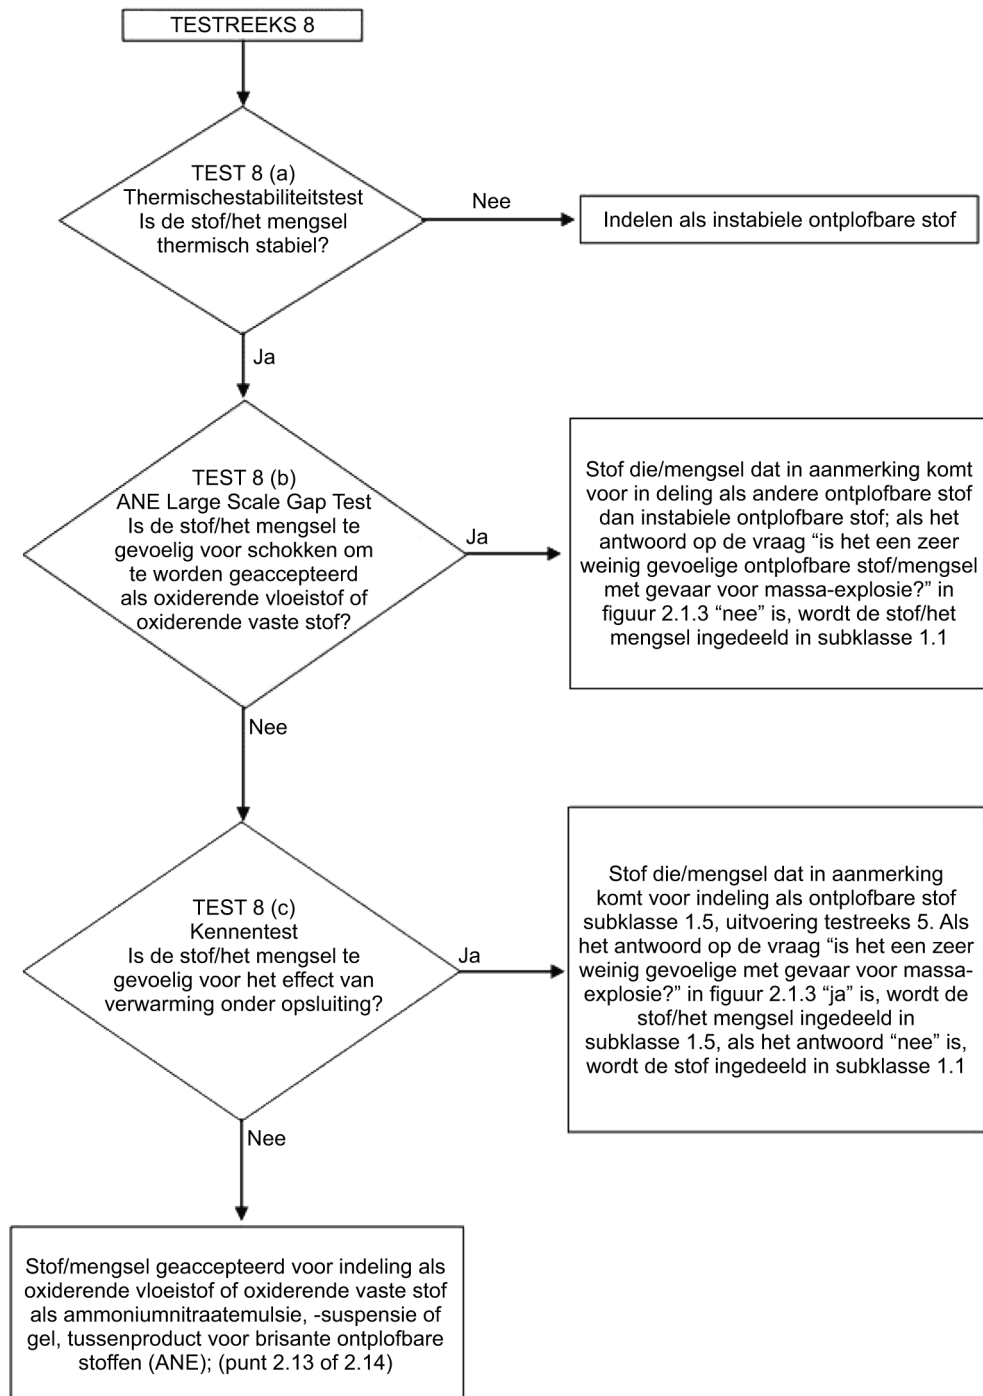 TESTREEKS 8
TEST 8 (a)
Thermischestabiliteitstest
Is de stof/het mengsel
thermisch stabiel?
Nee
Indelen als instabiele ontplofbare stof
Ja
TEST 8 (b)
ANE Large Scale Gap Test
Is de stof/het mengsel te
gevoelig voor schokken om
te worden geaccepteerd
als oxiderende vloeistof of
oxiderende vaste stof?
Ja
Stof die/mengsel dat in aanmerking komt
voor in deling als andere ontplofbare stof
dan instabiele ontplofbare stof; als het
antwoord op de vraag “is het een zeer
weinig gevoelige ontplofbare stof/mengsel
met gevaar voor massa-explosie?” in
figuur 2.1.3 “nee” is, wordt de stof/het
mengsel ingedeeld in subklasse 1.1
Nee
TEST 8 (c)
Kennentest
Is de stof/het mengsel te
gevoelig voor het effect van
verwarming onder opsluiting?
Ja
Stof die/mengsel dat in aanmerking
komt voor indeling als ontplofbare stof
subklasse 1.5, uitvoering testreeks 5. Als
het antwoord op de vraag “is het een zeer
weinig gevoelige met gevaar voor massa-
explosie?” in figuur 2.1.3 “ja” is, wordt de
stof/het mengsel ingedeeld in
subklasse 1.5, als het antwoord “nee” is,
wordt de stof ingedeeld in subklasse 1.1
Nee
Stof/mengsel geaccepteerd voor indeling als
oxiderende vloeistof of oxiderende vaste stof
als ammoniumnitraatemulsie, -suspensie of
gel, tussenproduct voor brisante ontplofbare
stoffen (ANE); (punt 2.13 of 2.14)